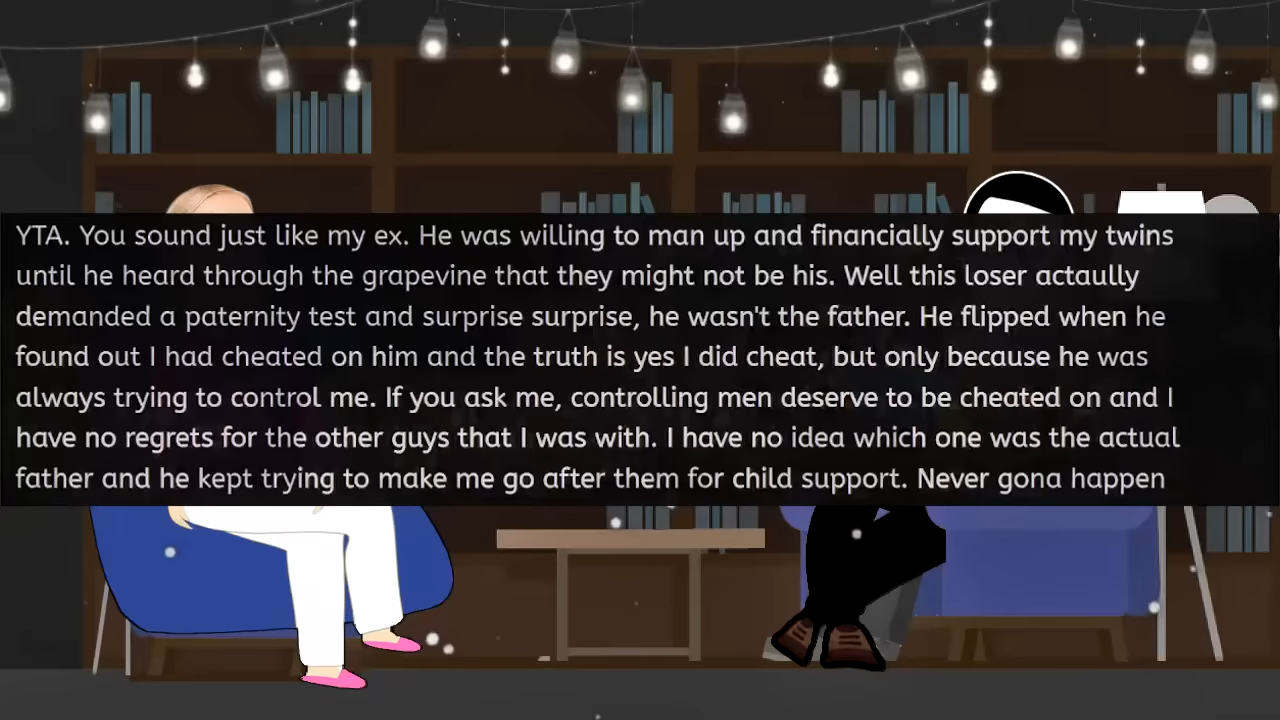 YTA. You sound just like my ex. He was willing to man up and financially support my twins
until he heard through the grapevine that they might not be his. Well this loser actaully
demanded a paternity test and surprise surprise, he wasn't the father. He flipped when he
found out I had cheated on him and the truth is yes I did cheat, but only because he was
always trying to control me. If you ask me, controlling men deserve to be cheated on and I
have no regrets for the other guys that I was with. I have no idea which one was the actual
father and he kept trying to make me go after them for child support. Never gona happen